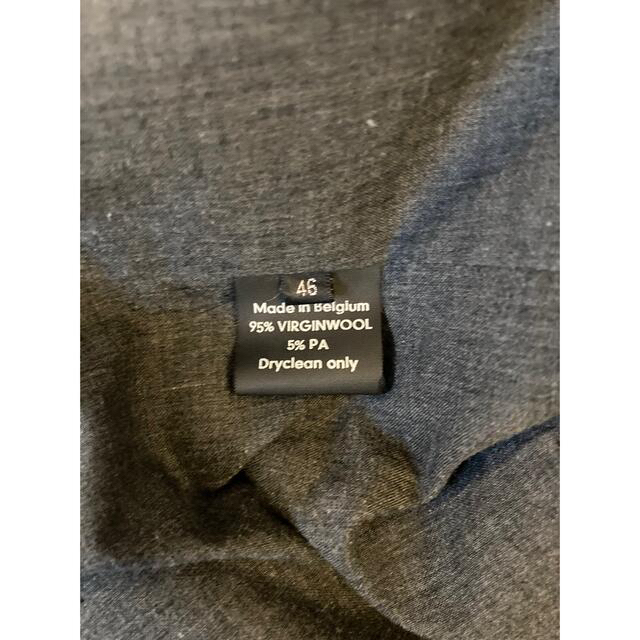 46
Made in Belgium
95% VIRGINWOOL
5% PA
Dryclean only